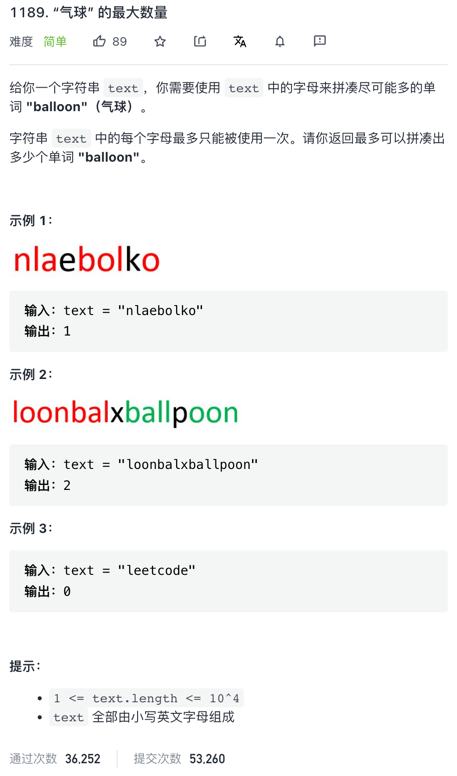 1189. “气球” 的最大数量
难度 简单 89
给你一个字符串 text，你需要使用 text 中的字母来拼凑尽可能多的单
词 "balloon"（气球）。
字符串 text 中的每个字母最多只能被使用一次。请你返回最多可以拼凑出
多少个单词 "balloon"。
示例 1：
nlaebolko
输入：text = "nlaebolko"
输出：1
示例 2：
loonbalxballpoon
输入：text = "loonbalxballpoon"
输出：2
示例 3：
输入：text = "leetcode"
输出：0
提示：
• 1 <= text.length <= 10^4
• text 全部由小写英文字母组成
通过次数 36,252 提交次数 53,260